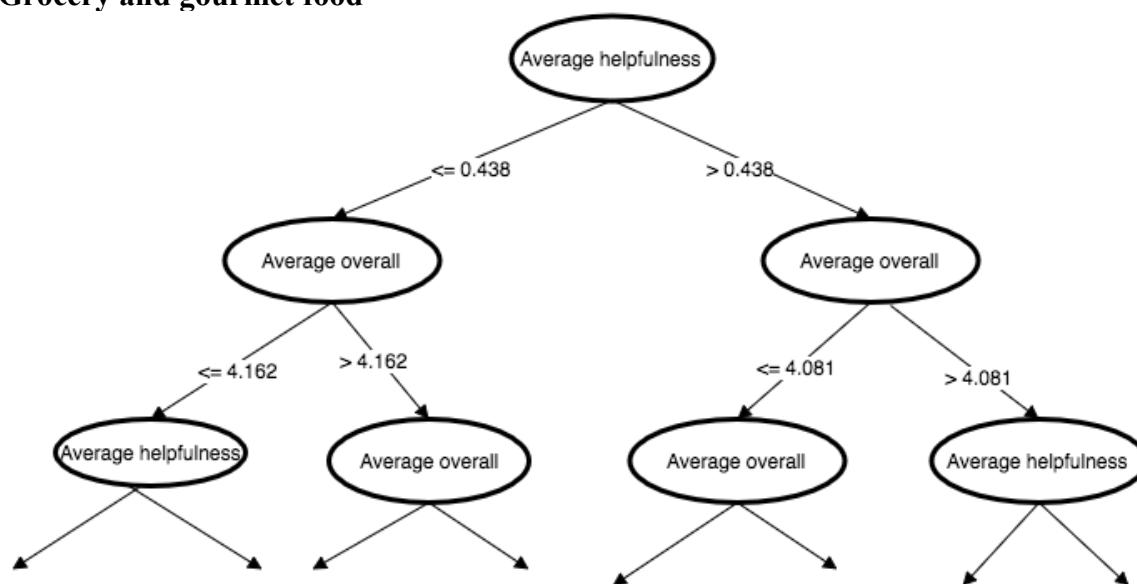 Grocery and gourmet food
Average helpfulness
<= 0.438
> 0.438
Average overall
Average overall
<= 4.162
> 4.162
<= 4.081
> 4.081
Average helpfulness
Average overall
Average overall
Average helpfulness